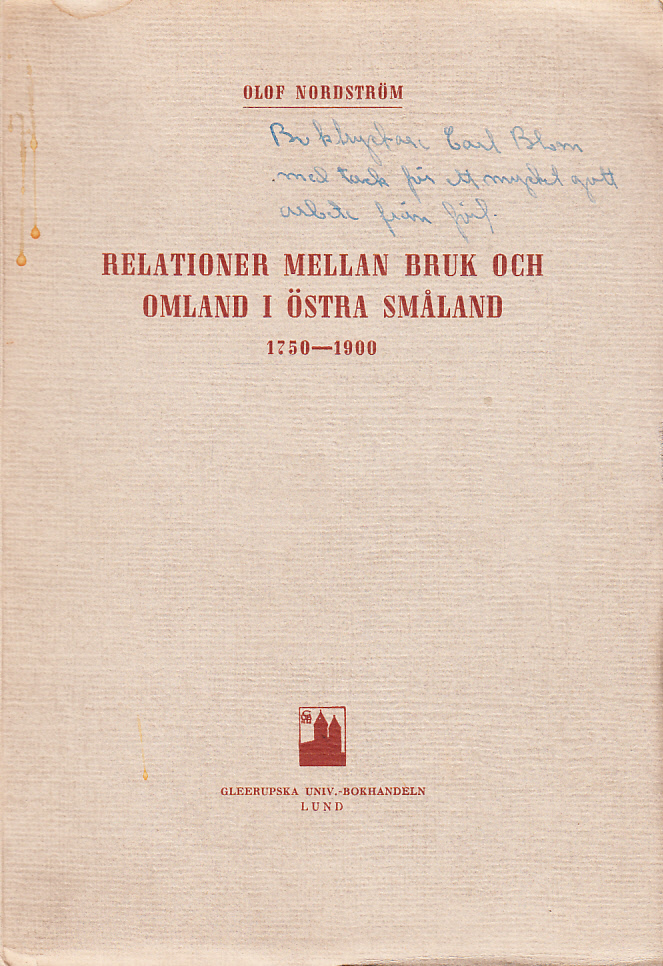 OLOF NORDSTRÖM
Boktryckare Carl Blom
med tack för ett mycket gott
arbete från förf.
RELATIONER MELLAN BRUK OCH
OMLAND I ÖSTRA SMÅLAND
1750—1900
GLEERUPSKA UNIV.-BOKHANDELN
LUND